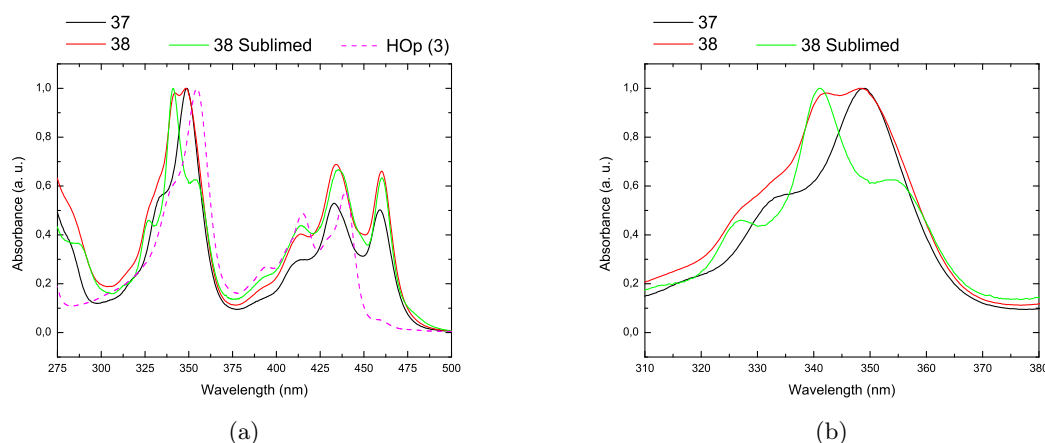 37
38
38 Sublimed
HOp (3)
1,0
0,8
0,6
0,4
0,2
0,0
Absorbance (a. u.)
275 300 325 350 375 400 425 450 475 500
Wavelength (nm)
(a)
37
38
38 Sublimed
1,0
0,8
0,6
0,4
0,2
0,0
Absorbance (a. u.)
310 320 330 340 350 360 370 380
Wavelength (nm)
(b)